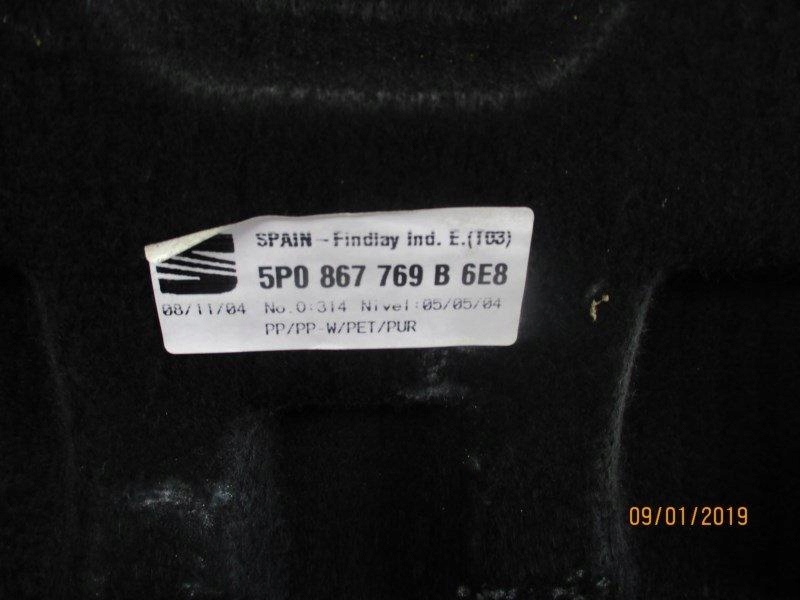 SPAIN - Findlay Ind. E.(T03)
5P0 867 769 B 6E8
08/11/04 No.O:314 Nivel:05/05/04
PP/PP-W/PET/PUR
09/01/2019